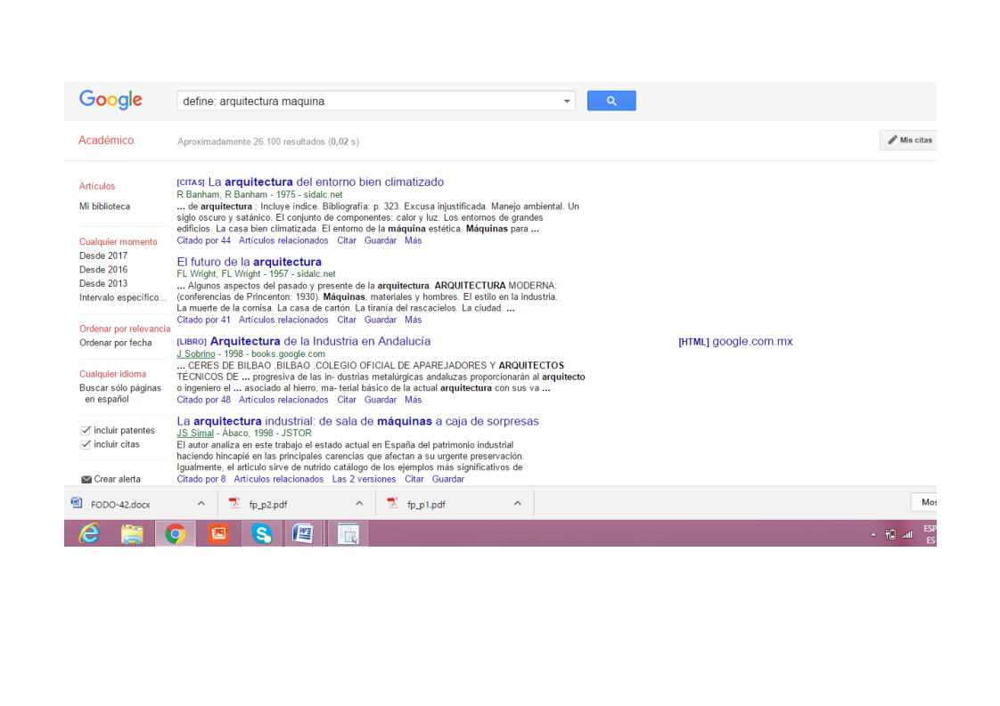 Google
define: arquitectura maquina
Académico
Aproximadamente 26.100 resultados (0,02 s)
Mis citas
Artículos
Mi biblioteca
Cualquier momento
Desde 2017
Desde 2016
Desde 2013
Intervalo específico...
Ordenar por relevancia
Ordenar por fecha
Cualquier idioma
Buscar sólo páginas
en español
incluir patentes
incluir citas
Crear alerta
[CITAS] La arquitectura del entorno bien climatizado
R Banham, R Banham - 1975 - sidalc.net
... de arquitectura ; Incluye índice. Bibliografía: p. 323. Excusa injustificada. Manejo ambiental. Un
siglo oscuro y satánico. El conjunto de componentes: calor y luz. Los entornos de grandes
edificios. La casa bien climatizada. El entorno de la máquina estética. Máquinas para ...
Citado por 44 Artículos relacionados Citar Guardar Más
El futuro de la arquitectura
FL Wright, FL Wright - 1957 - sidalc.net
... Algunos aspectos del pasado y presente de la arquitectura. ARQUITECTURA MODERNA:
(conferencias de Princenton: 1930). Máquinas, materiales y hombres. El estilo en la industria.
La muerte de la cornisa. La casa de cartón. La tiranía del rascacielos. La ciudad. ...
Citado por 41 Artículos relacionados Citar Guardar Más
[LIBRO] Arquitectura de la Industria en Andalucía
[HTML] google.com.mx
J Sobrino - 1998 - books.google.com
... CERES DE BILBAO ,BILBAO ,COLEGIO OFICIAL DE APAREJADORES Y ARQUITECTOS
TÉCNICOS DE ... progresiva de las in- dustrias metalúrgicas andaluzas proporcionarán al arquitecto
o ingeniero el ... asociado al hierro, ma- terial básico de la actual arquitectura con sus va ...
Citado por 48 Artículos relacionados Citar Guardar Más
La arquitectura industrial: de sala de máquinas a caja de sorpresas
JS Simal - Ábaco, 1998 - JSTOR
El autor analiza en este trabajo el estado actual en España del patrimonio industrial
haciendo hincapié en las principales carencias que afectan a su urgente preservación.
Igualmente, el articulo sirve de nutrido catálogo de los ejemplos más significativos de
Citado por 8 Artículos relacionados Las 2 versiones Citar Guardar
FODO-42.docx
fp_p2.pdf
fp_p1.pdf
Mos
ESP
ES